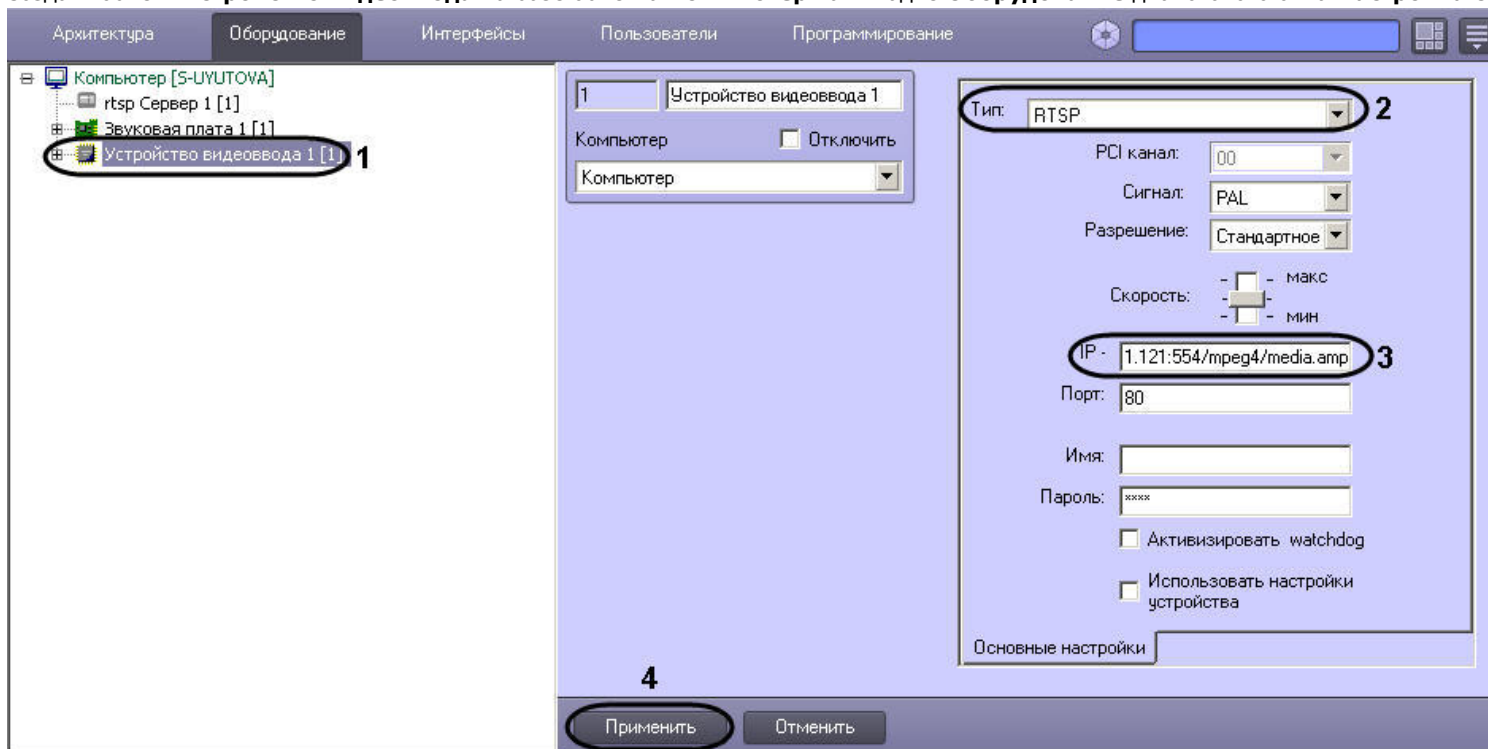 Архитектура Оборудование Интерфейсы Пользователи Программирование
Компьютер [S-UYUTOVA]
rtsp Сервер 1 [1]
Звуковая плата 1 [1]
Устройство видеоввода 1 [1] 1
1 Устройство видеоввода 1
Компьютер Отключить
Компьютер
Тип: RTSP 2
PCI канал: 00
Сигнал: PAL
Разрешение: Стандартное
Скорость: - - макс
- -
- - мин
IP - 1.121:554/mpeg4/media.amp 3
Порт: 80
Имя:
Пароль: ××××
Активизировать watchdog
Использовать настройки
устройства
Основные настройки
4
Применить Отменить